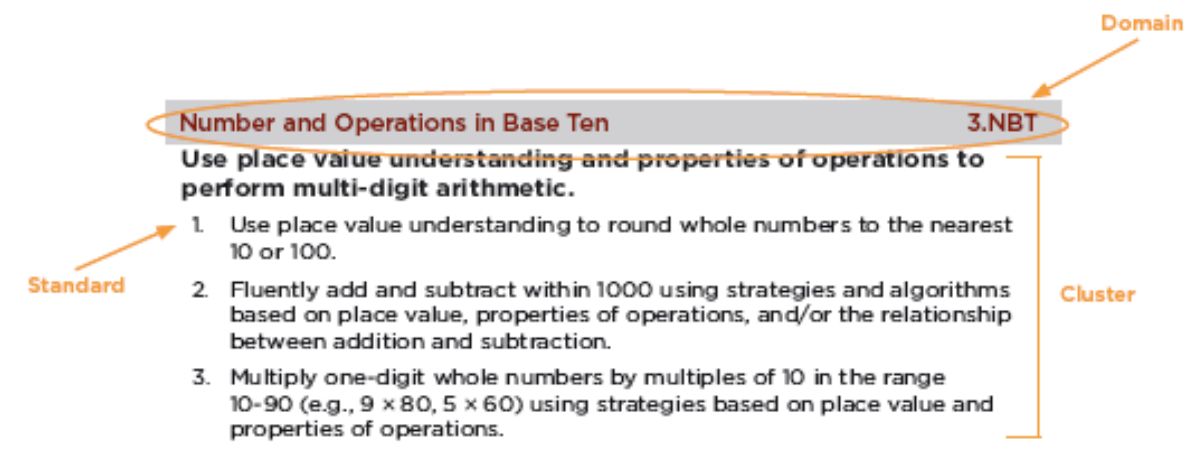 Domain
Number and Operations in Base Ten 3.NBT
Use place value understanding and properties of operations to
perform multi-digit arithmetic.
1. Use place value understanding to round whole numbers to the nearest
10 or 100.
Standard
2. Fluently add and subtract within 1000 using strategies and algorithms
based on place value, properties of operations, and/or the relationship
between addition and subtraction.
Cluster
3. Multiply one-digit whole numbers by multiples of 10 in the range
10-90 (e.g., 9 × 80, 5 × 60) using strategies based on place value and
properties of operations.